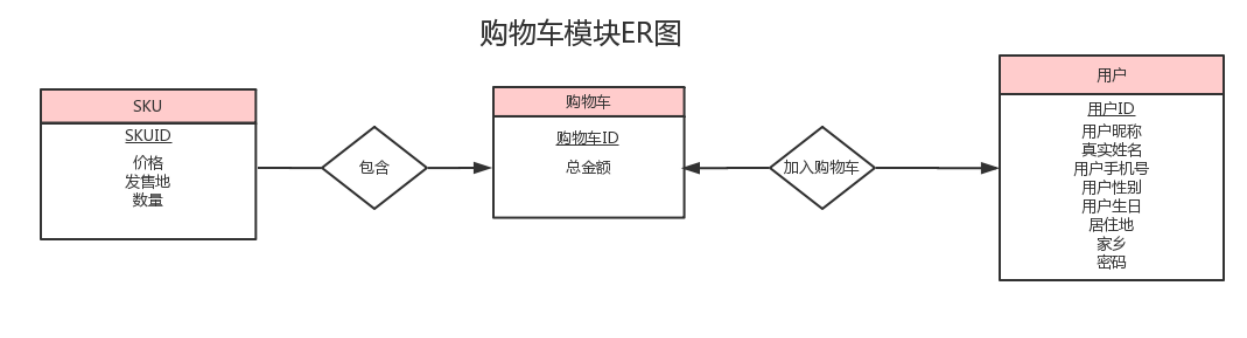 购物车模块ER图
SKU
SKUID
价格
发售地
数量
包含
购物车
购物车ID
总金额
加入购物车
用户
用户ID
用户昵称
真实姓名
用户手机号
用户性别
用户生日
居住地
家乡
密码